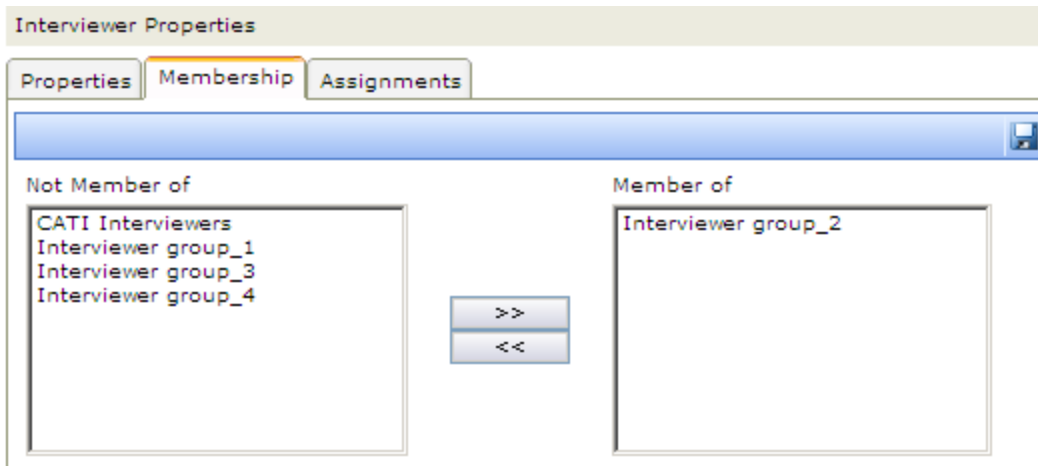 Interviewer Properties
Properties Membership Assignments
Not Member of
CATI Interviewers
Interviewer group_1
Interviewer group_3
Interviewer group_4
>>
<<
Member of
Interviewer group_2